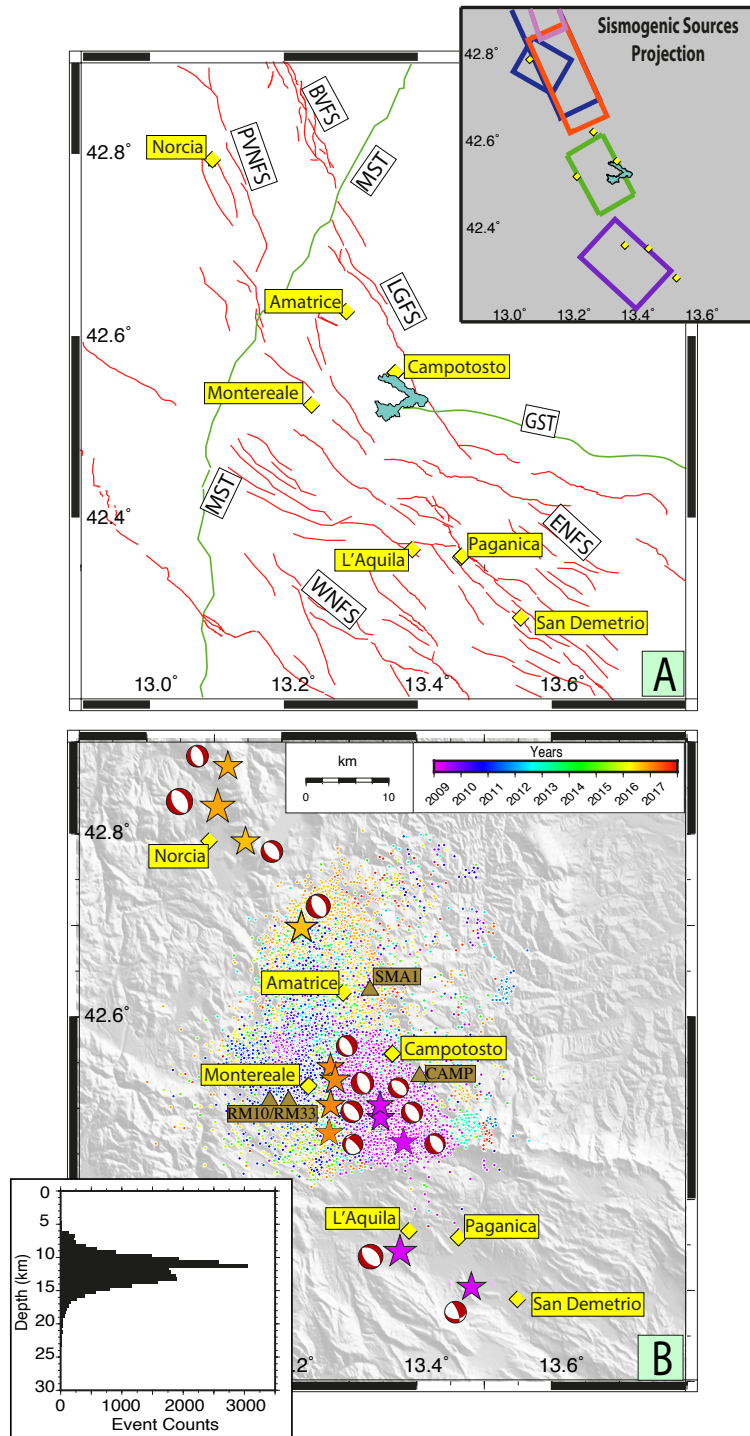 Sismogenic Sources
Projection
42.8
42.6
42.4
13.0° 13.2° 13.4° 13.6°
BVFS
PVNFS
Norcia
42.8°
MST
LGFS
Amatrice
42.6°
Campotosto
Montereale
GST
MST
42.4°
ENFS
Paganica
L'Aquila
WNFS
San Demetrio
13.0° 13.2° 13.4° 13.6°
A
km
0 10
Years
2009 2010 2011 2012 2013 2014 2015 2016 2017
42.8°
Norcia
SMA1
Amatrice
42.6°
Campotosto
CAMP
Montereale
RM10/RM33
L'Aquila
Paganica
San Demetrio
.2° 13.4° 13.6°
B
0
5
10
15
20
25
30
Depth (km)
0 1000 2000 3000
Event Counts